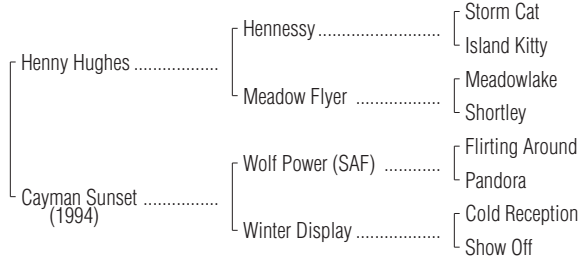 Storm Cat
Hennessy....................................
Island Kitty
Henny Hughes .................
Meadowlake
Meadow Flyer .................
Shortley
Flirting Around
Wolf Power (SAF) .............
Pandora
Cayman Sunset ...............
(1994)
Cold Reception
Winter Display ..................
Show Off